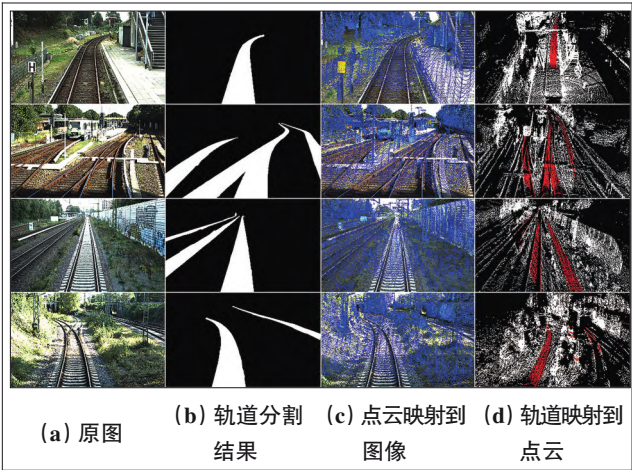 H
(a) 原图
(b) 轨道分割
结果
(c) 点云映射到
图像
(d) 轨道映射到
点云